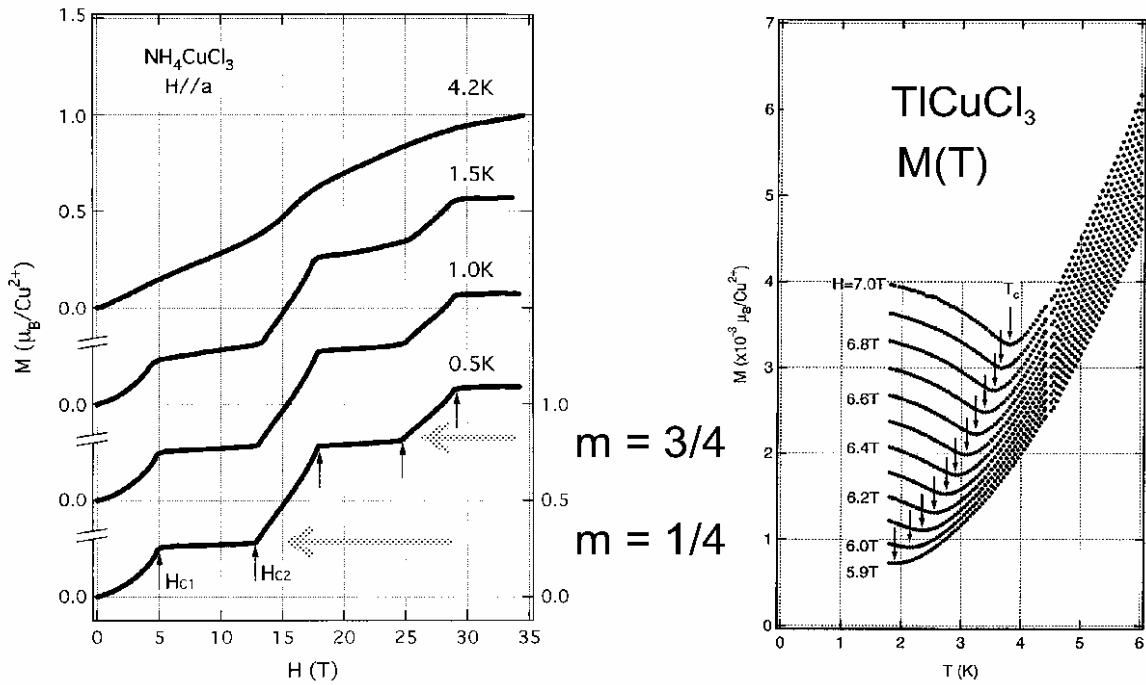 1.5
1.0
0.5
0.0
0.0
0.0
0.0
M (μB/Cu2+)
NH4CuCl3
H//a
4.2K
1.5K
1.0K
0.5K
HC1
HC2
1.0
0.5
0.0
0 5 10 15 20 25 30 35
H (T)
m = 3/4
m = 1/4
7
6
5
4
3
2
1
0
M (x10-3 μB/Cu2+)
TlCuCl3
M(T)
H=7.0T
Tc
6.8T
6.6T
6.4T
6.2T
6.0T
5.9T
0 1 2 3 4 5 6
T (K)